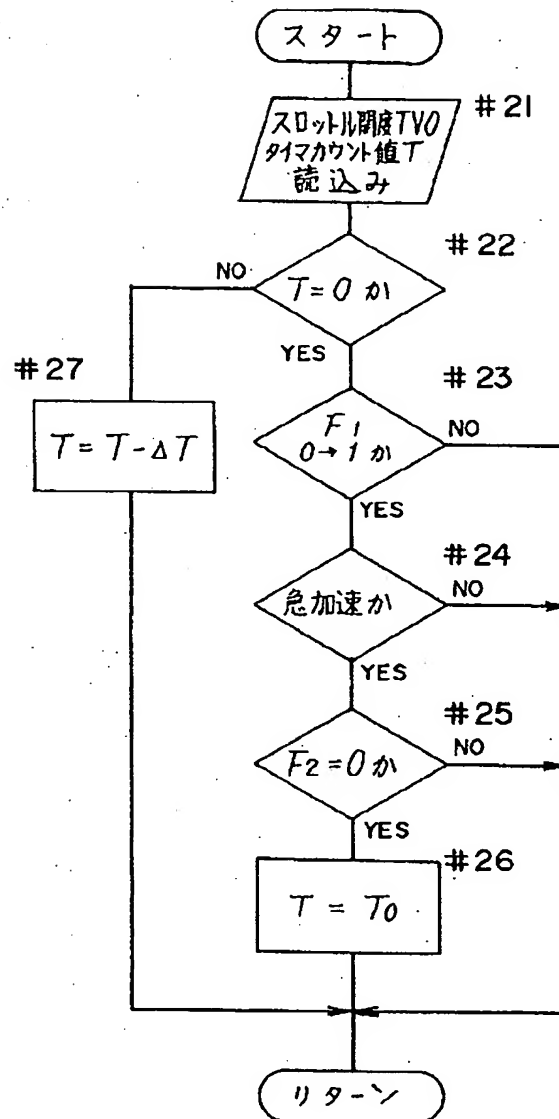 スタート
#21
スロットル開度TVO
タイマカウント値T
読込み
#22
T=0か
NO
YES
#27
T=T-ΔT
#23
F1
0→1か
NO
YES
#24
急加速か
NO
YES
#25
F2=0か
NO
YES
#26
T=T0
リターン